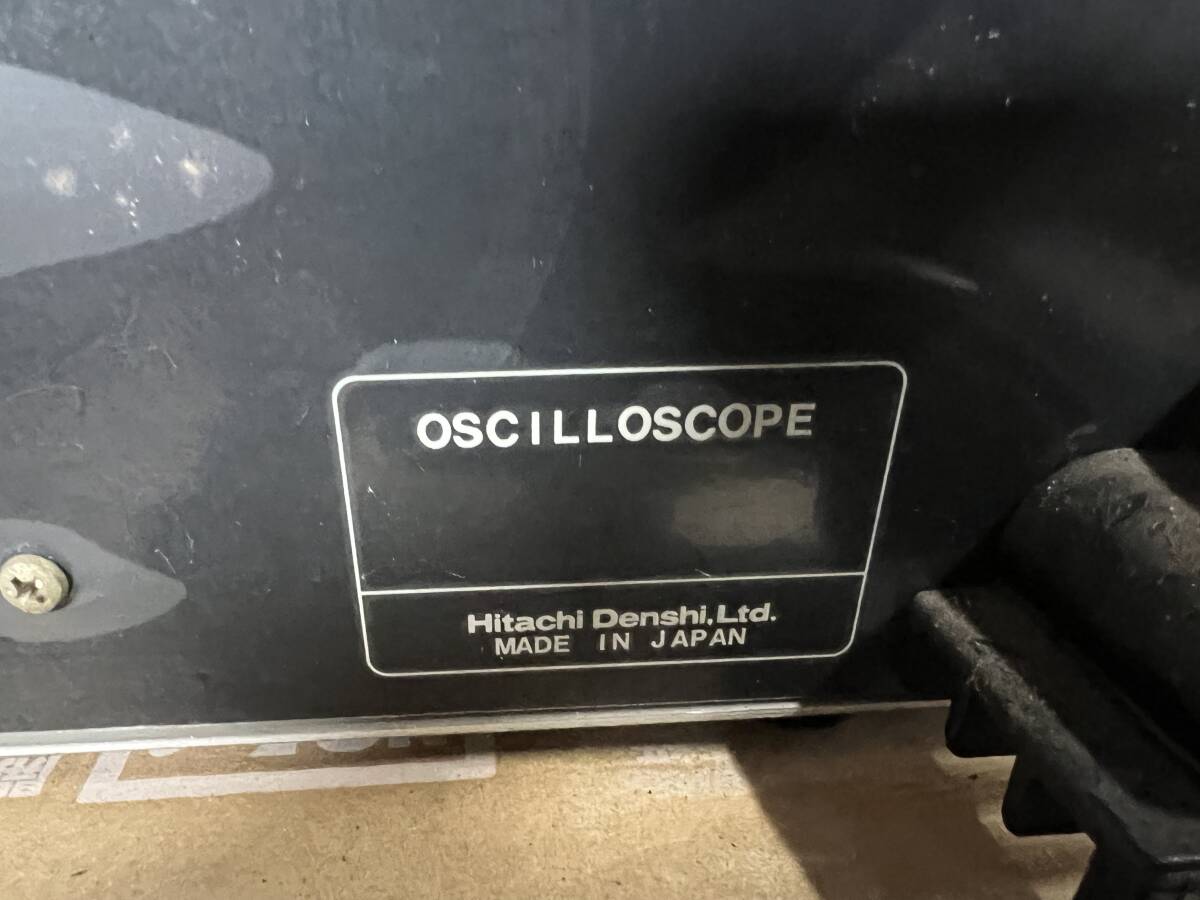 OSCILLOSCOPE
Hitachi Denshi, Ltd.
MADE IN JAPAN